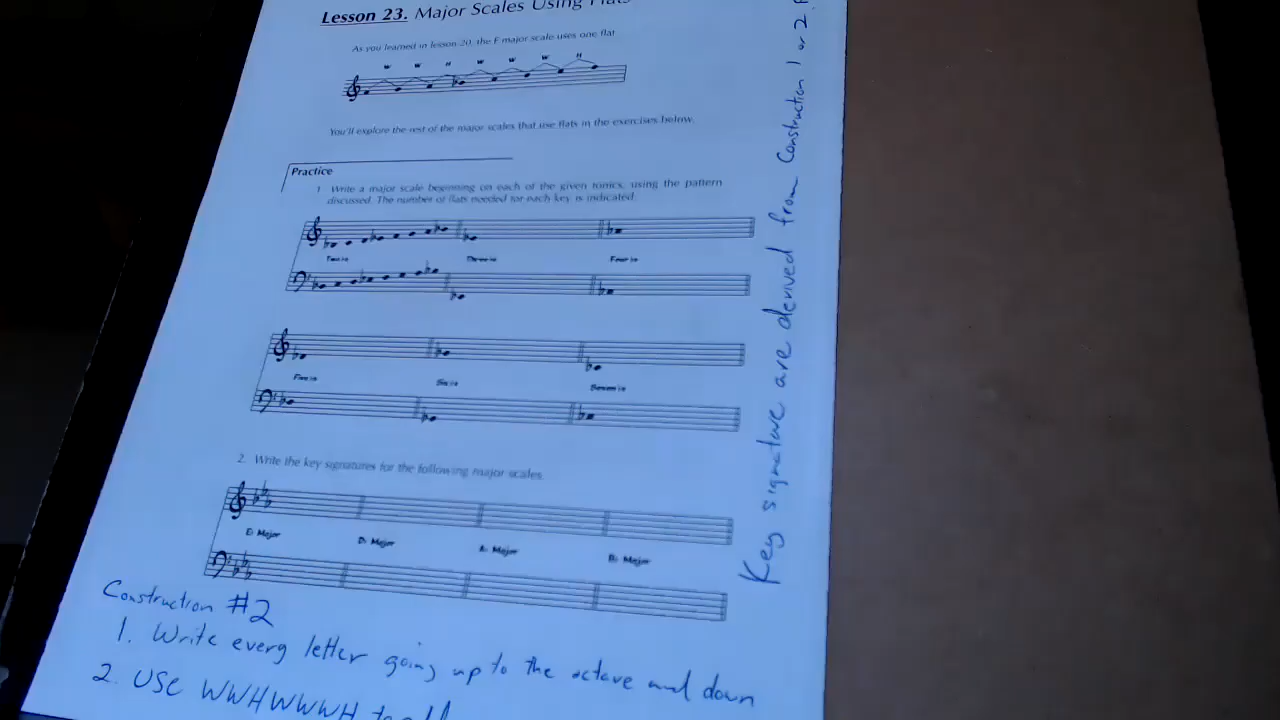 Lesson 23. Major Scales Using Flats
As you learned in lesson 20, the F major scale uses one flat
W W H W W W H
You'll explore the rest of the major scales that use flats in the exercises below.
Practice
1. Write a major scale beginning on each of the given tonics, using the pattern
discussed. The number of flats needed for each key is indicated.
2. Write the key signatures for the following major scales.
E♭ Major D♭ Major A♭ Major B♭ Major
Construction #2
1. Write every letter going up to the octave and down
2. USE WWHWWWH
Key signature are derived from Construction 1 or 2.